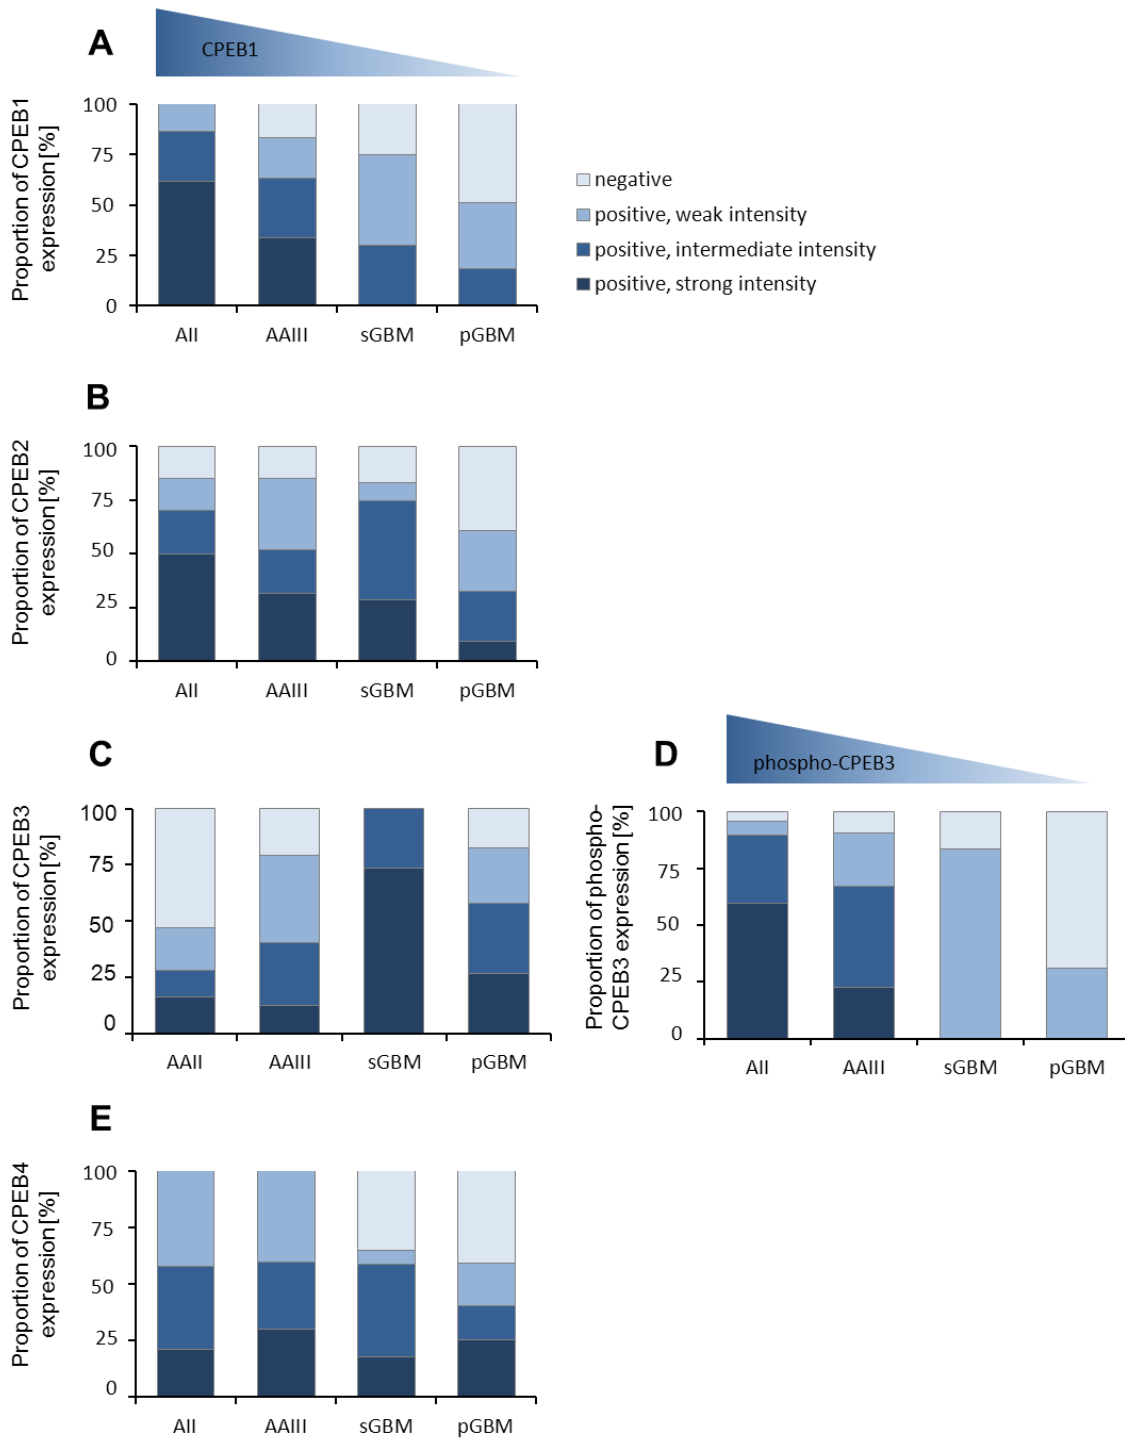 A
CPEB1
Proportion of CPEB1
expression [%]
100
75
50
25
0
AII
AAIII
sGBM
pGBM
negative
positive, weak intensity
positive, intermediate intensity
positive, strong intensity
B
Proportion of CPEB2
expression [%]
100
75
50
25
0
AII
AAIII
sGBM
pGBM
C
Proportion of CPEB3
expression [%]
100
75
50
25
0
AAII
AAIII
sGBM
pGBM
D
phospho-CPEB3
Proportion of phospho-
CPEB3 expression [%]
100
75
50
25
0
AII
AAIII
sGBM
pGBM
E
Proportion of CPEB4
expression [%]
100
75
50
25
0
AII
AAIII
sGBM
pGBM